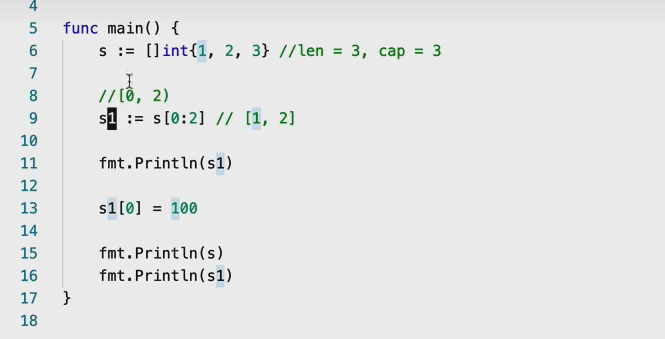 4
5 func main() {
6 s := []int{1, 2, 3} //len = 3, cap = 3
7
8 //[0, 2)
9 s1 := s[0:2] // [1, 2]
10
11 fmt.Println(s1)
12
13 s1[0] = 100
14
15 fmt.Println(s)
16 fmt.Println(s1)
17 }
18